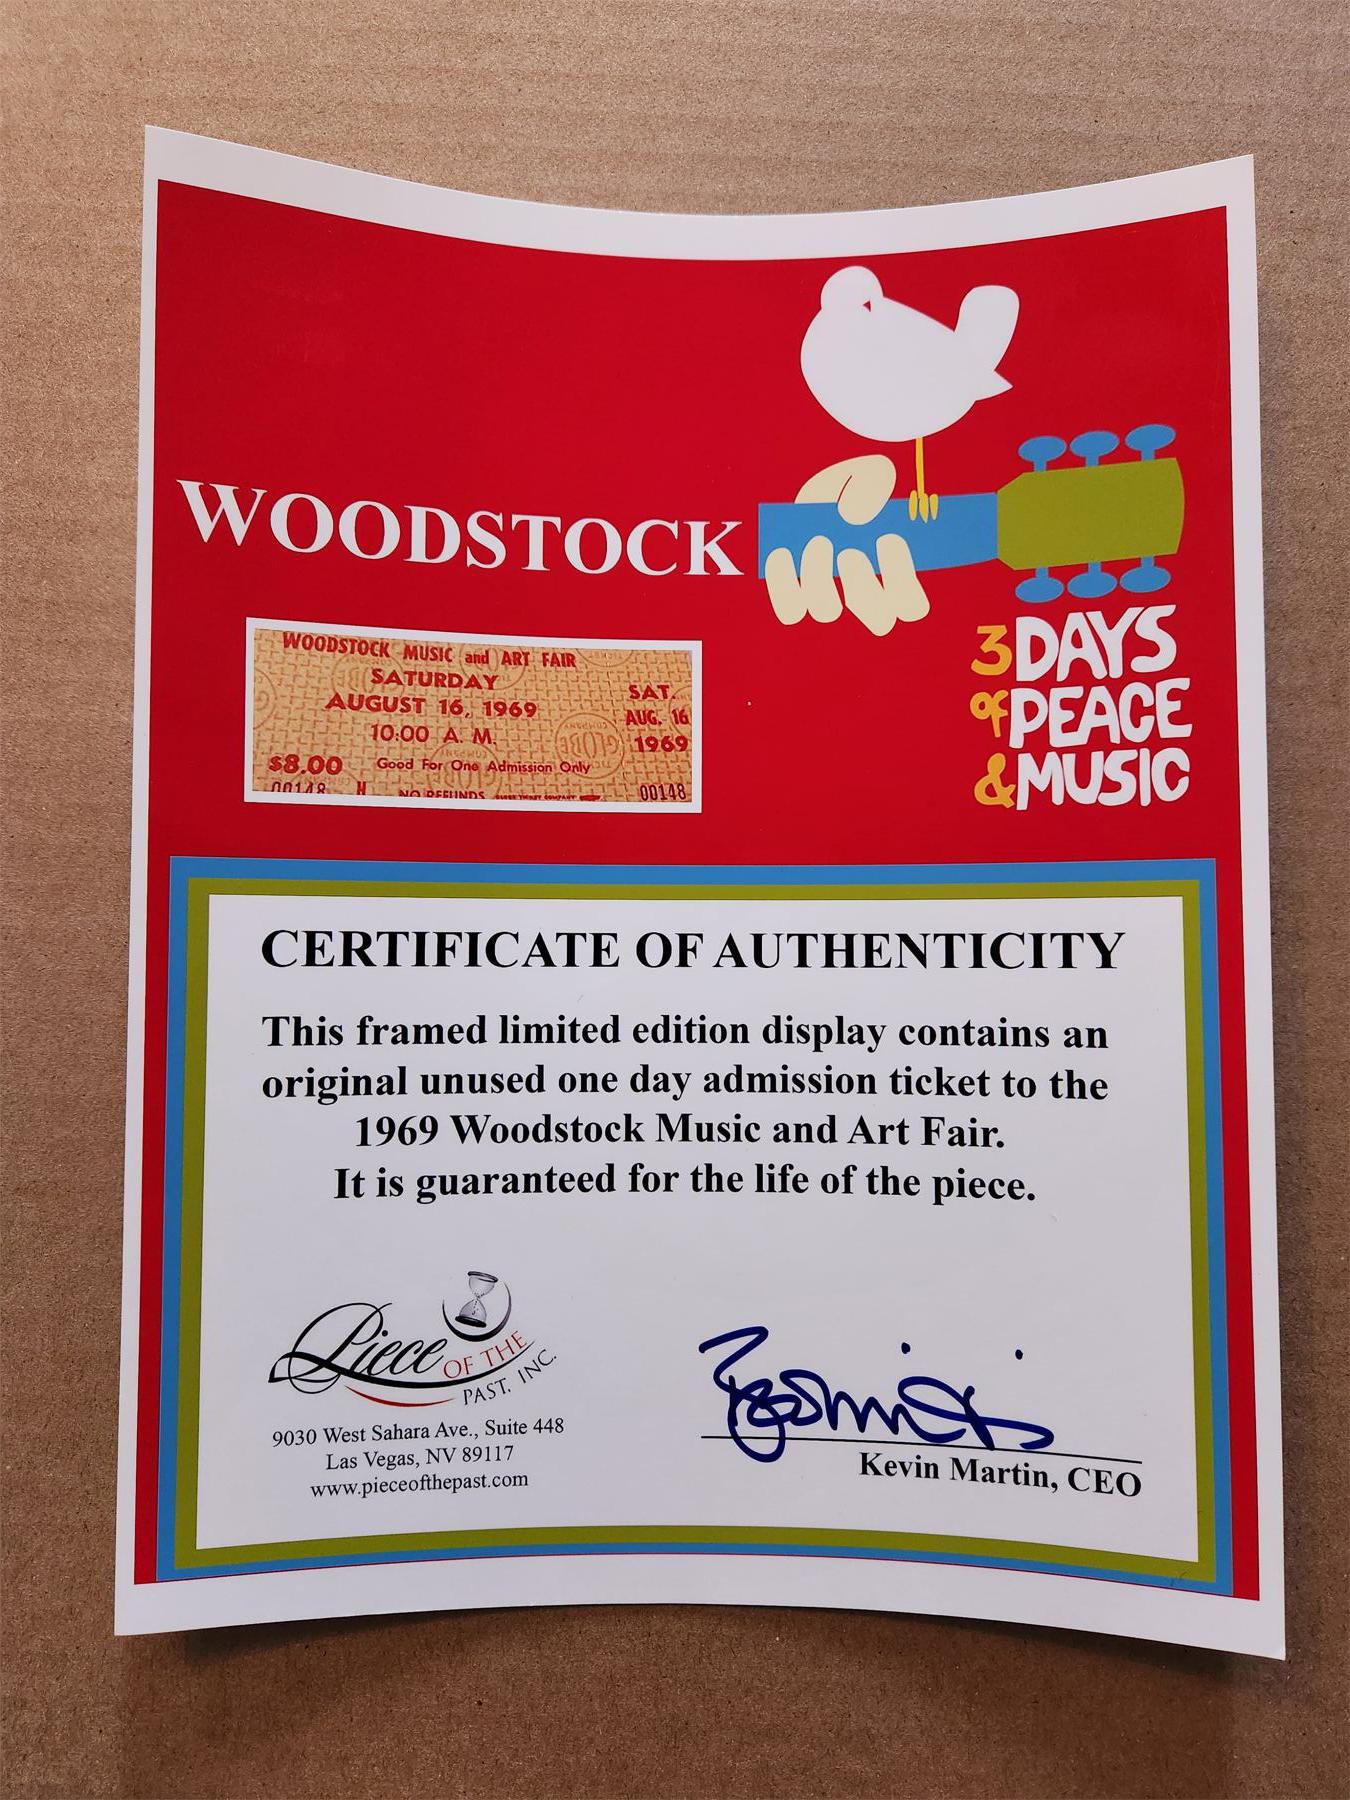 WOODSTOCK
WOODSTOCK MUSIC and ART FAIR
SATURDAY
AUGUST 16, 1969
10:00 A. M.
$8.00 Good For One Admission Only
00148 H NO REFUNDS
SAT.
AUG. 16
1969
00148
GLOBE
COMPANY
3 DAYS
of PEACE
& MUSIC
CERTIFICATE OF AUTHENTICITY
This framed limited edition display contains an
original unused one day admission ticket to the
1969 Woodstock Music and Art Fair.
It is guaranteed for the life of the piece.
Piece OF THE
PAST, INC.
9030 West Sahara Ave., Suite 448
Las Vegas, NV 89117
www.pieceofthepast.com
Kevin Martin, CEO